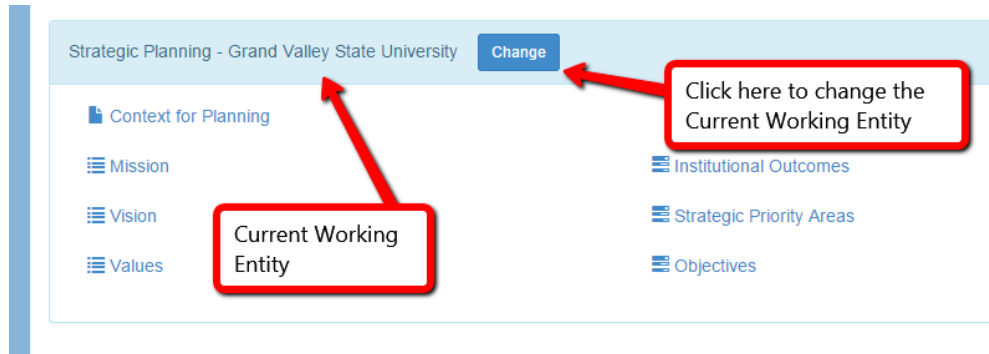 Strategic Planning - Grand Valley State University Change
Click here to change the
Current Working Entity
Context for Planning
Mission
Institutional Outcomes
Vision
Strategic Priority Areas
Current Working
Entity
Values
Objectives